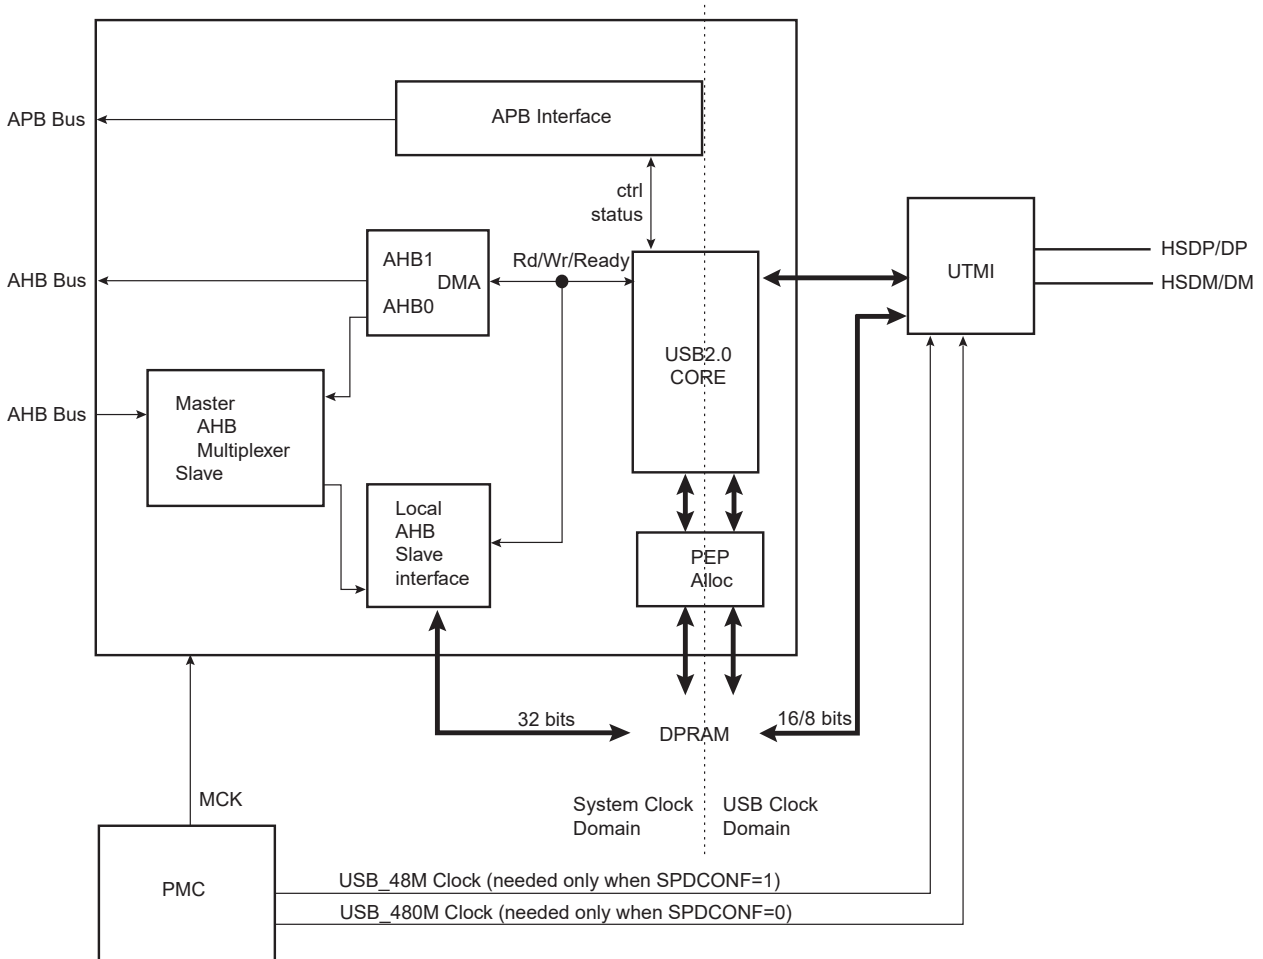 APB Bus
APB Interface
ctrl
status
AHB Bus
AHB1
DMA
AHB0
Rd/Wr/Ready
UTMI
HSDP/DP
HSDM/DM
USB2.0
CORE
AHB Bus
Master
AHB
Multiplexer
Slave
Local
AHB
Slave
interface
PEP
Alloc
32 bits
DPRAM
16/8 bits
MCK
System Clock
Domain
USB Clock
Domain
PMC
USB_48M Clock (needed only when SPDCONF=1)
USB_480M Clock (needed only when SPDCONF=0)